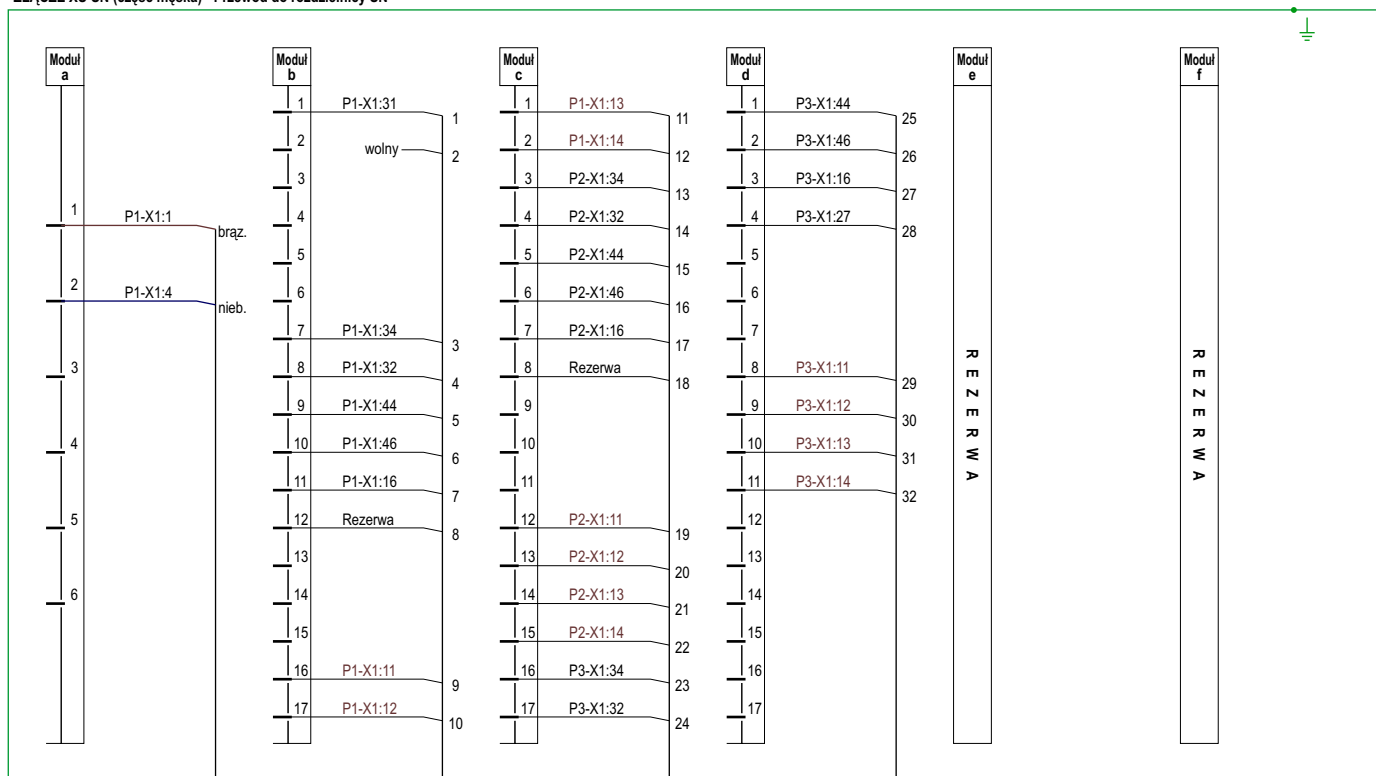 Moduł a
1
P1-X1:1
brąz.
2
P1-X1:4
nieb.
3
4
5
6
Moduł b
1 P1-X1:31 1
2 wolny 2
3
4
5
6
7 P1-X1:34 3
8 P1-X1:32 4
9 P1-X1:44 5
10 P1-X1:46 6
11 P1-X1:16 7
12 Rezerwa 8
13
14
15
16 P1-X1:11 9
17 P1-X1:12 10
Moduł c
1 P1-X1:13 11
2 P1-X1:14 12
3 P2-X1:34 13
4 P2-X1:32 14
5 P2-X1:44 15
6 P2-X1:46 16
7 P2-X1:16 17
8 Rezerwa 18
9
10
11
12 P2-X1:11 19
13 P2-X1:12 20
14 P2-X1:13 21
15 P2-X1:14 22
16 P3-X1:34 23
17 P3-X1:32 24
Moduł d
1 P3-X1:44 25
2 P3-X1:46 26
3 P3-X1:16 27
4 P3-X1:27 28
5
6
7
8 P3-X1:11 29
9 P3-X1:12 30
10 P3-X1:13 31
11 P3-X1:14 32
12
13
14
15
16
17
Moduł e
REZERWA
Moduł f
REZERWA